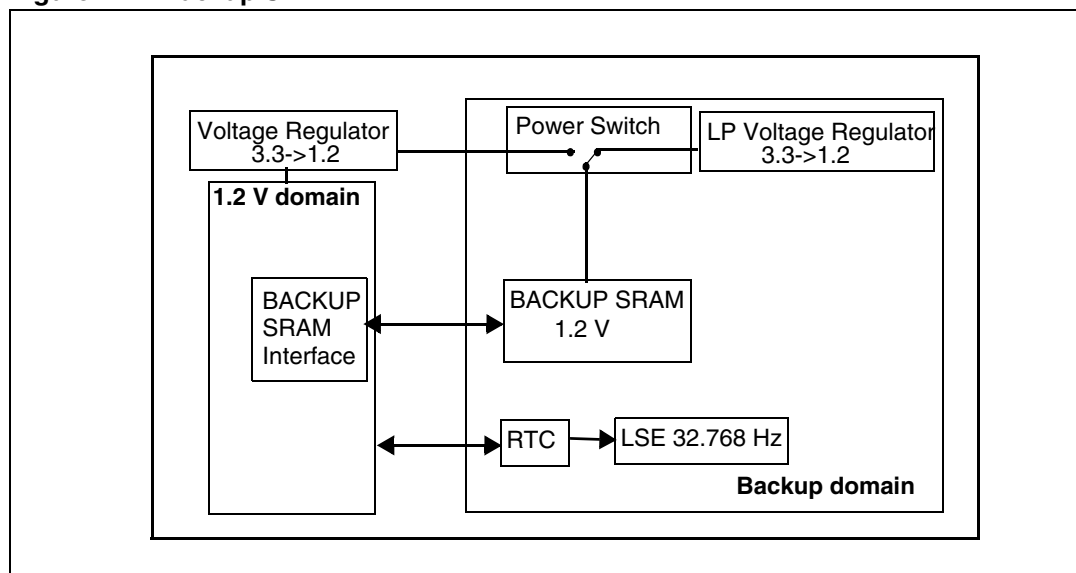 Voltage Regulator
3.3->1.2
Power Switch
LP Voltage Regulator
3.3->1.2
1.2 V domain
BACKUP
SRAM
Interface
BACKUP SRAM
1.2 V
RTC
LSE 32.768 Hz
Backup domain